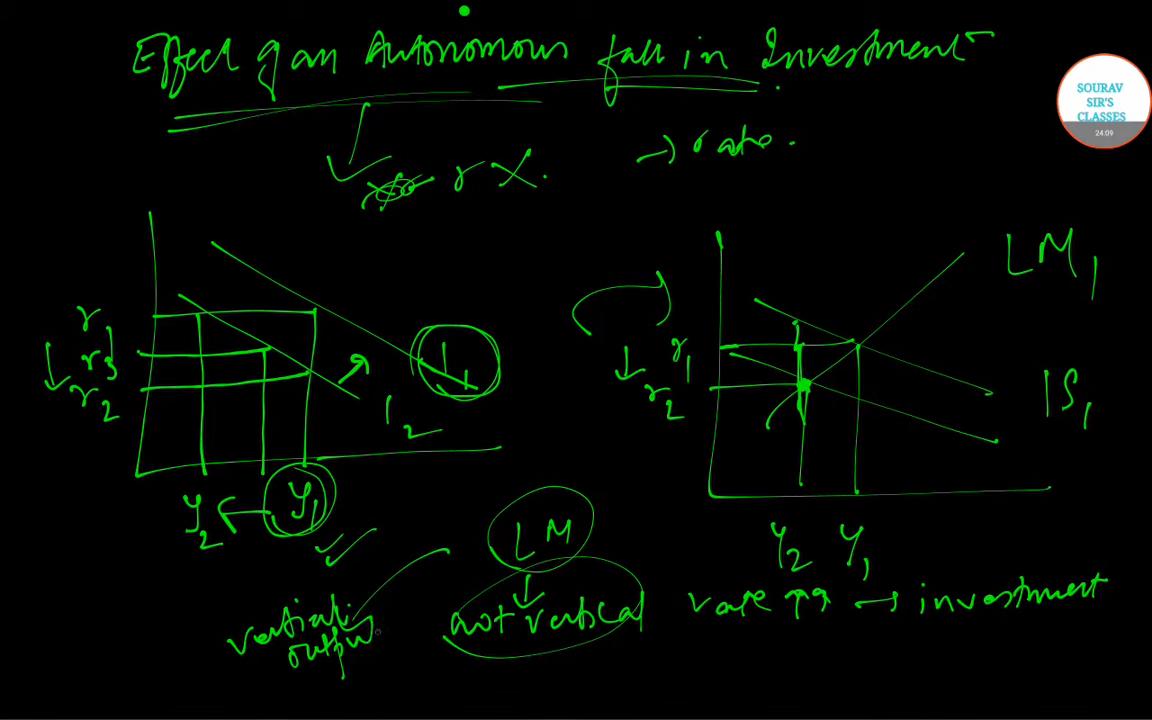 Effect of an Autonomous fall in Investment
SOURAV
SIR'S
CLASSES
24:09
r X.
→ rate.
LM1
r
r3
r2
I1
I2
r1
r2
IS1
Y2 ← Y1
LM
Y2 Y1
not vertical
rate ↑↑ → investment
vertical
output